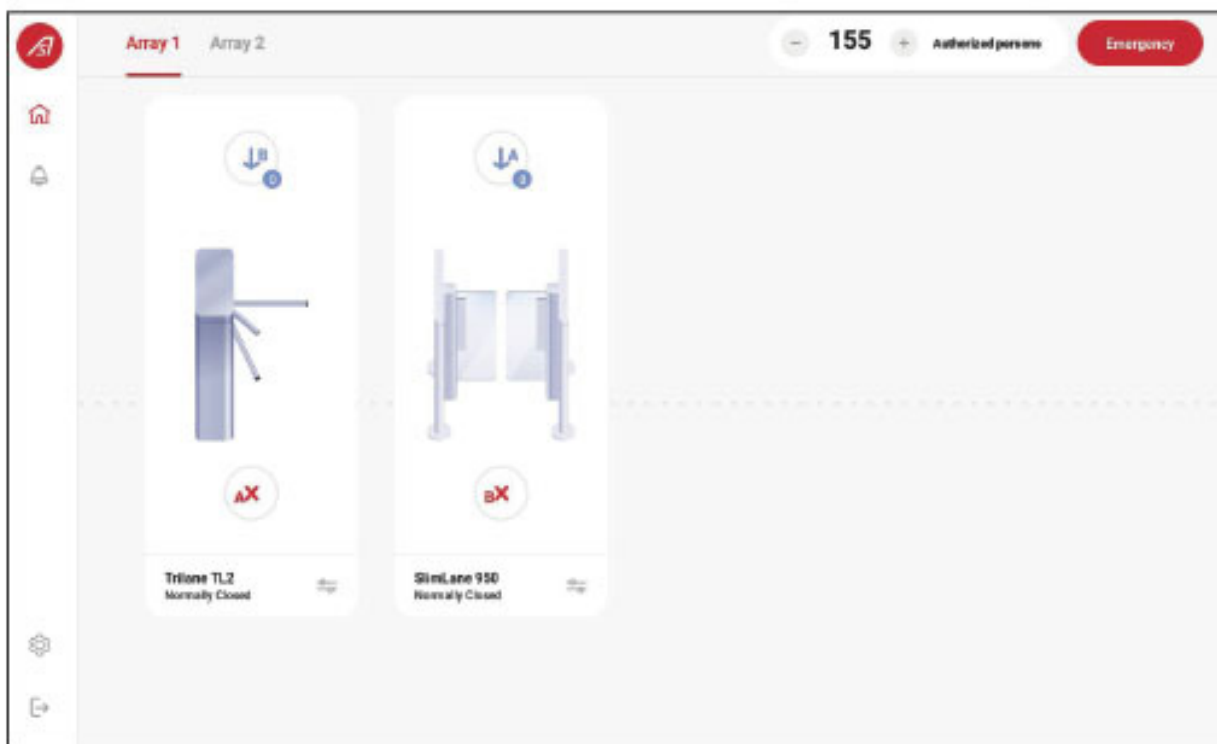 Array 1 Array 2
155 Authorized persons
Emergency
B
A
A
B
Trilane TL2
Normally Closed
SlimLane 950
Normally Closed